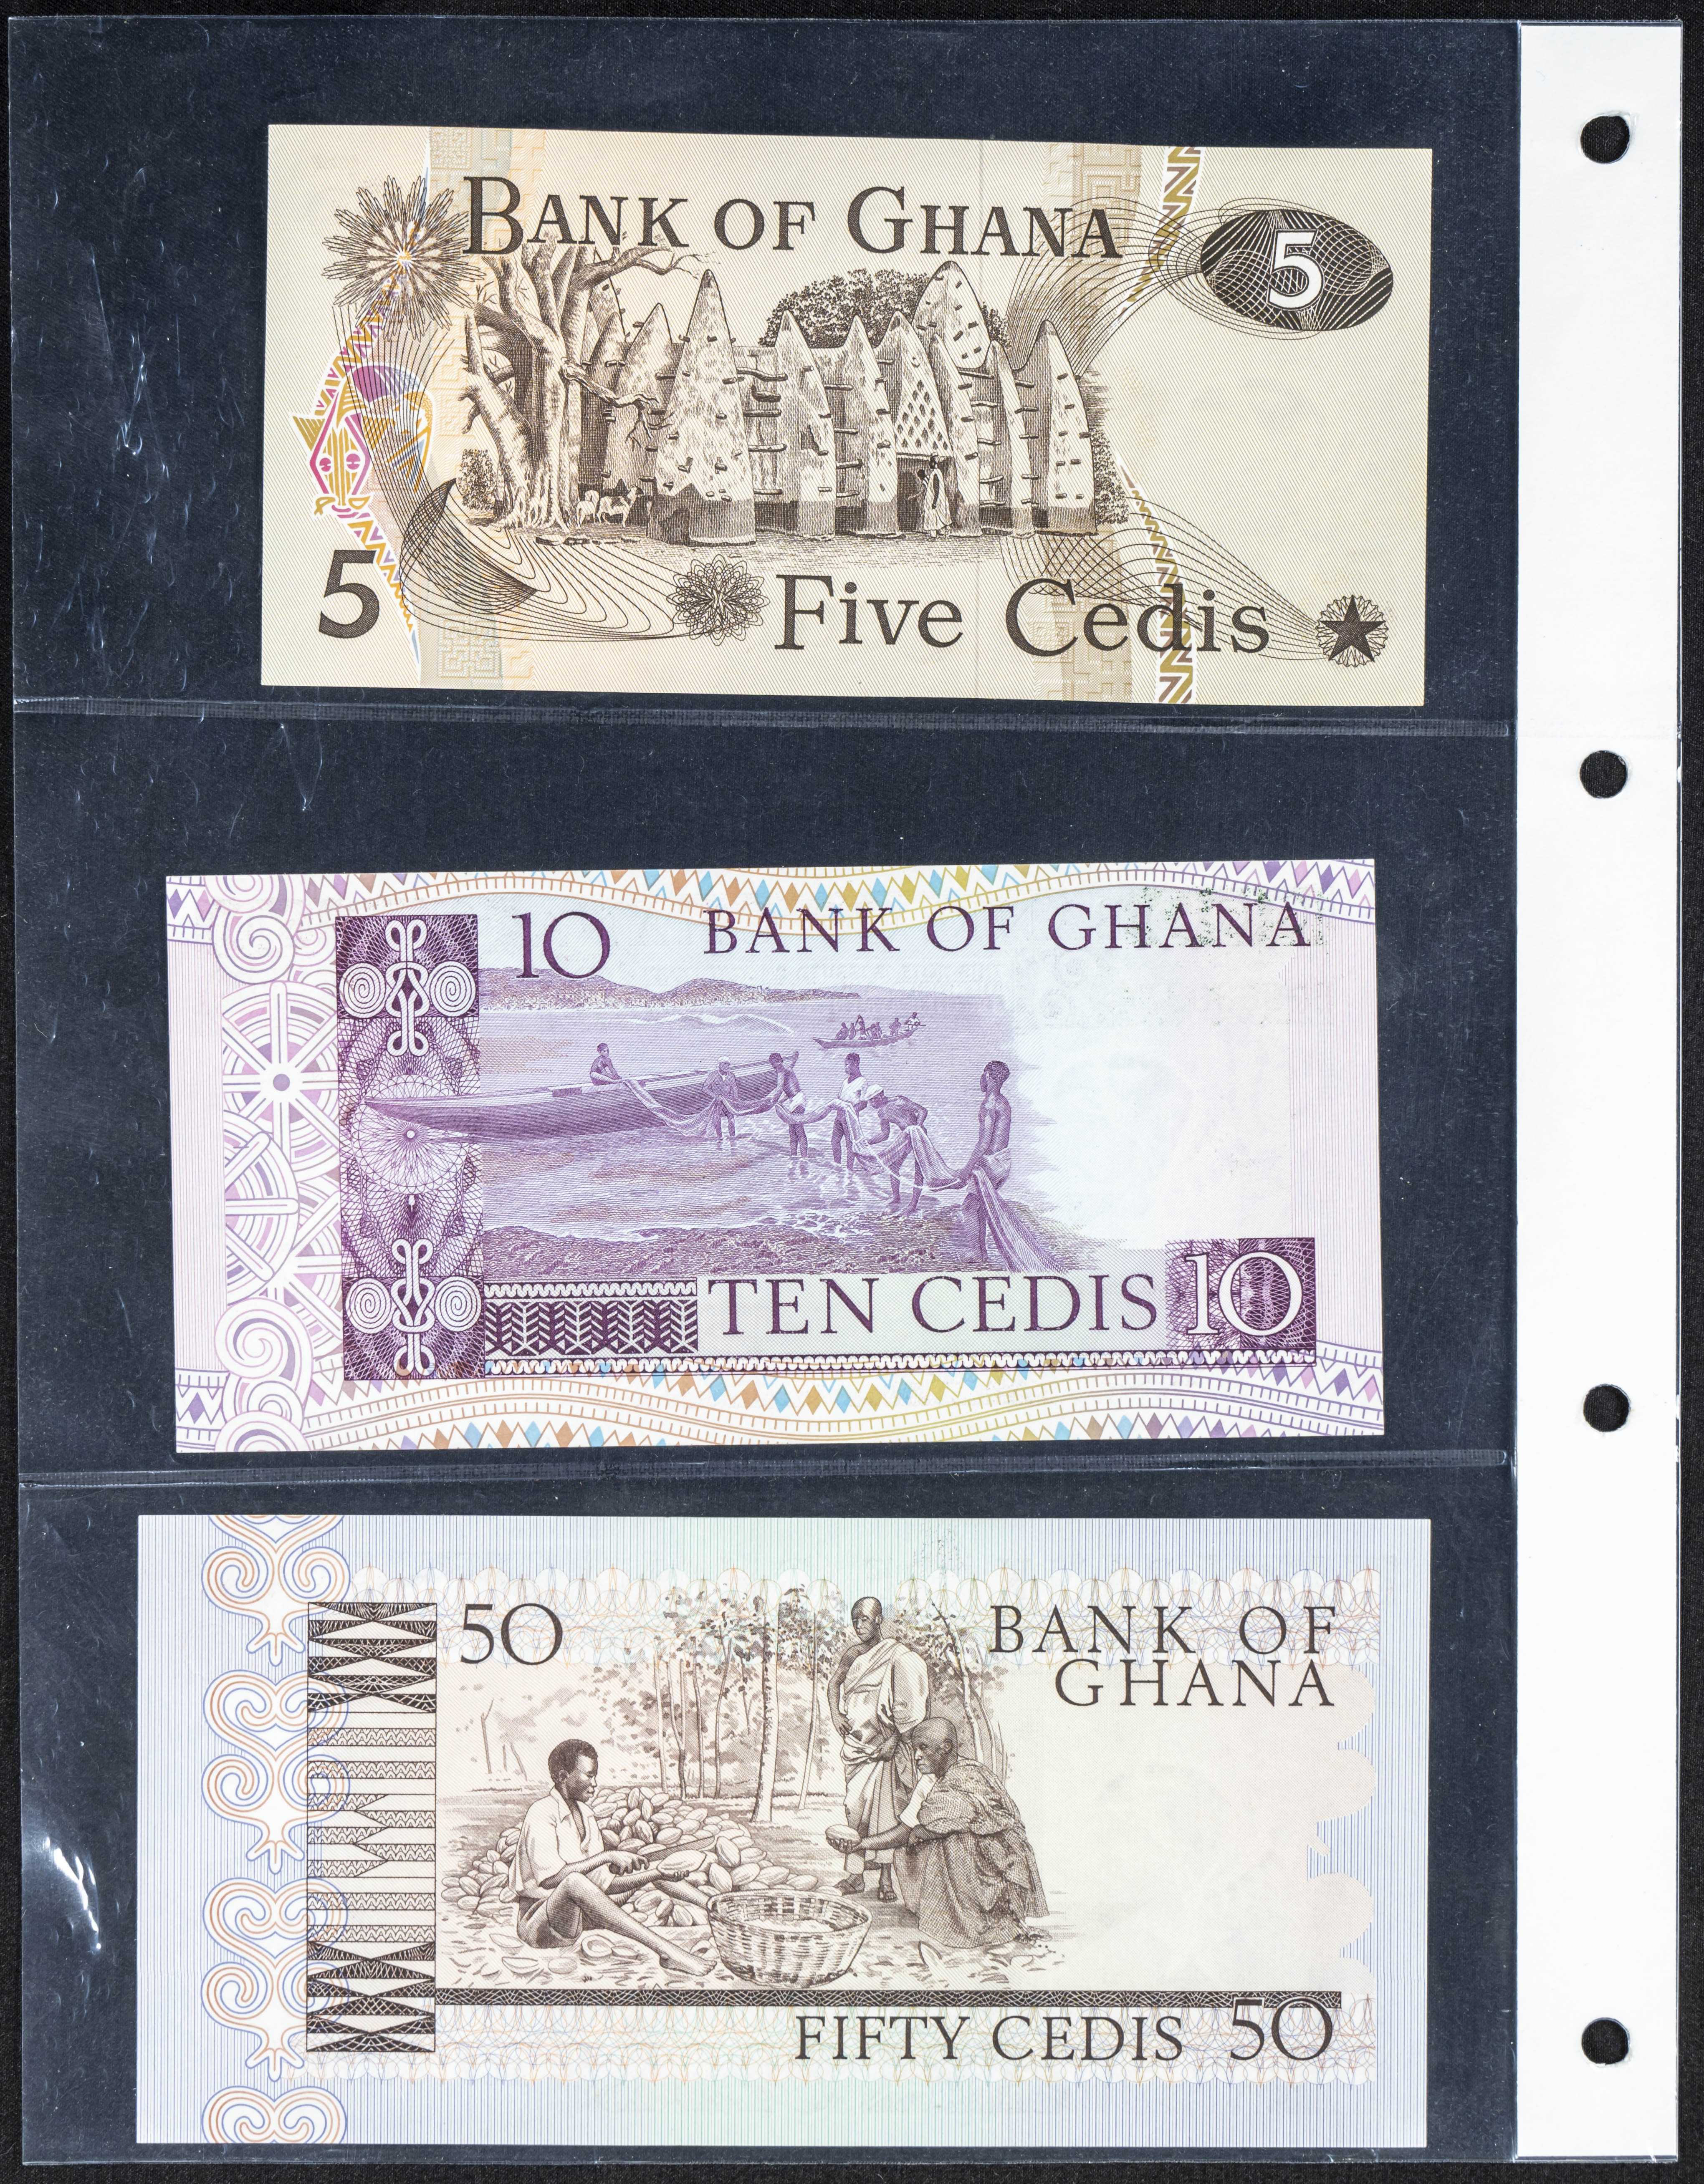 BANK OF GHANA
5
5
Five Cedis
10 BANK OF GHANA
TEN CEDIS 10
50 BANK OF
GHANA
FIFTY CEDIS 50